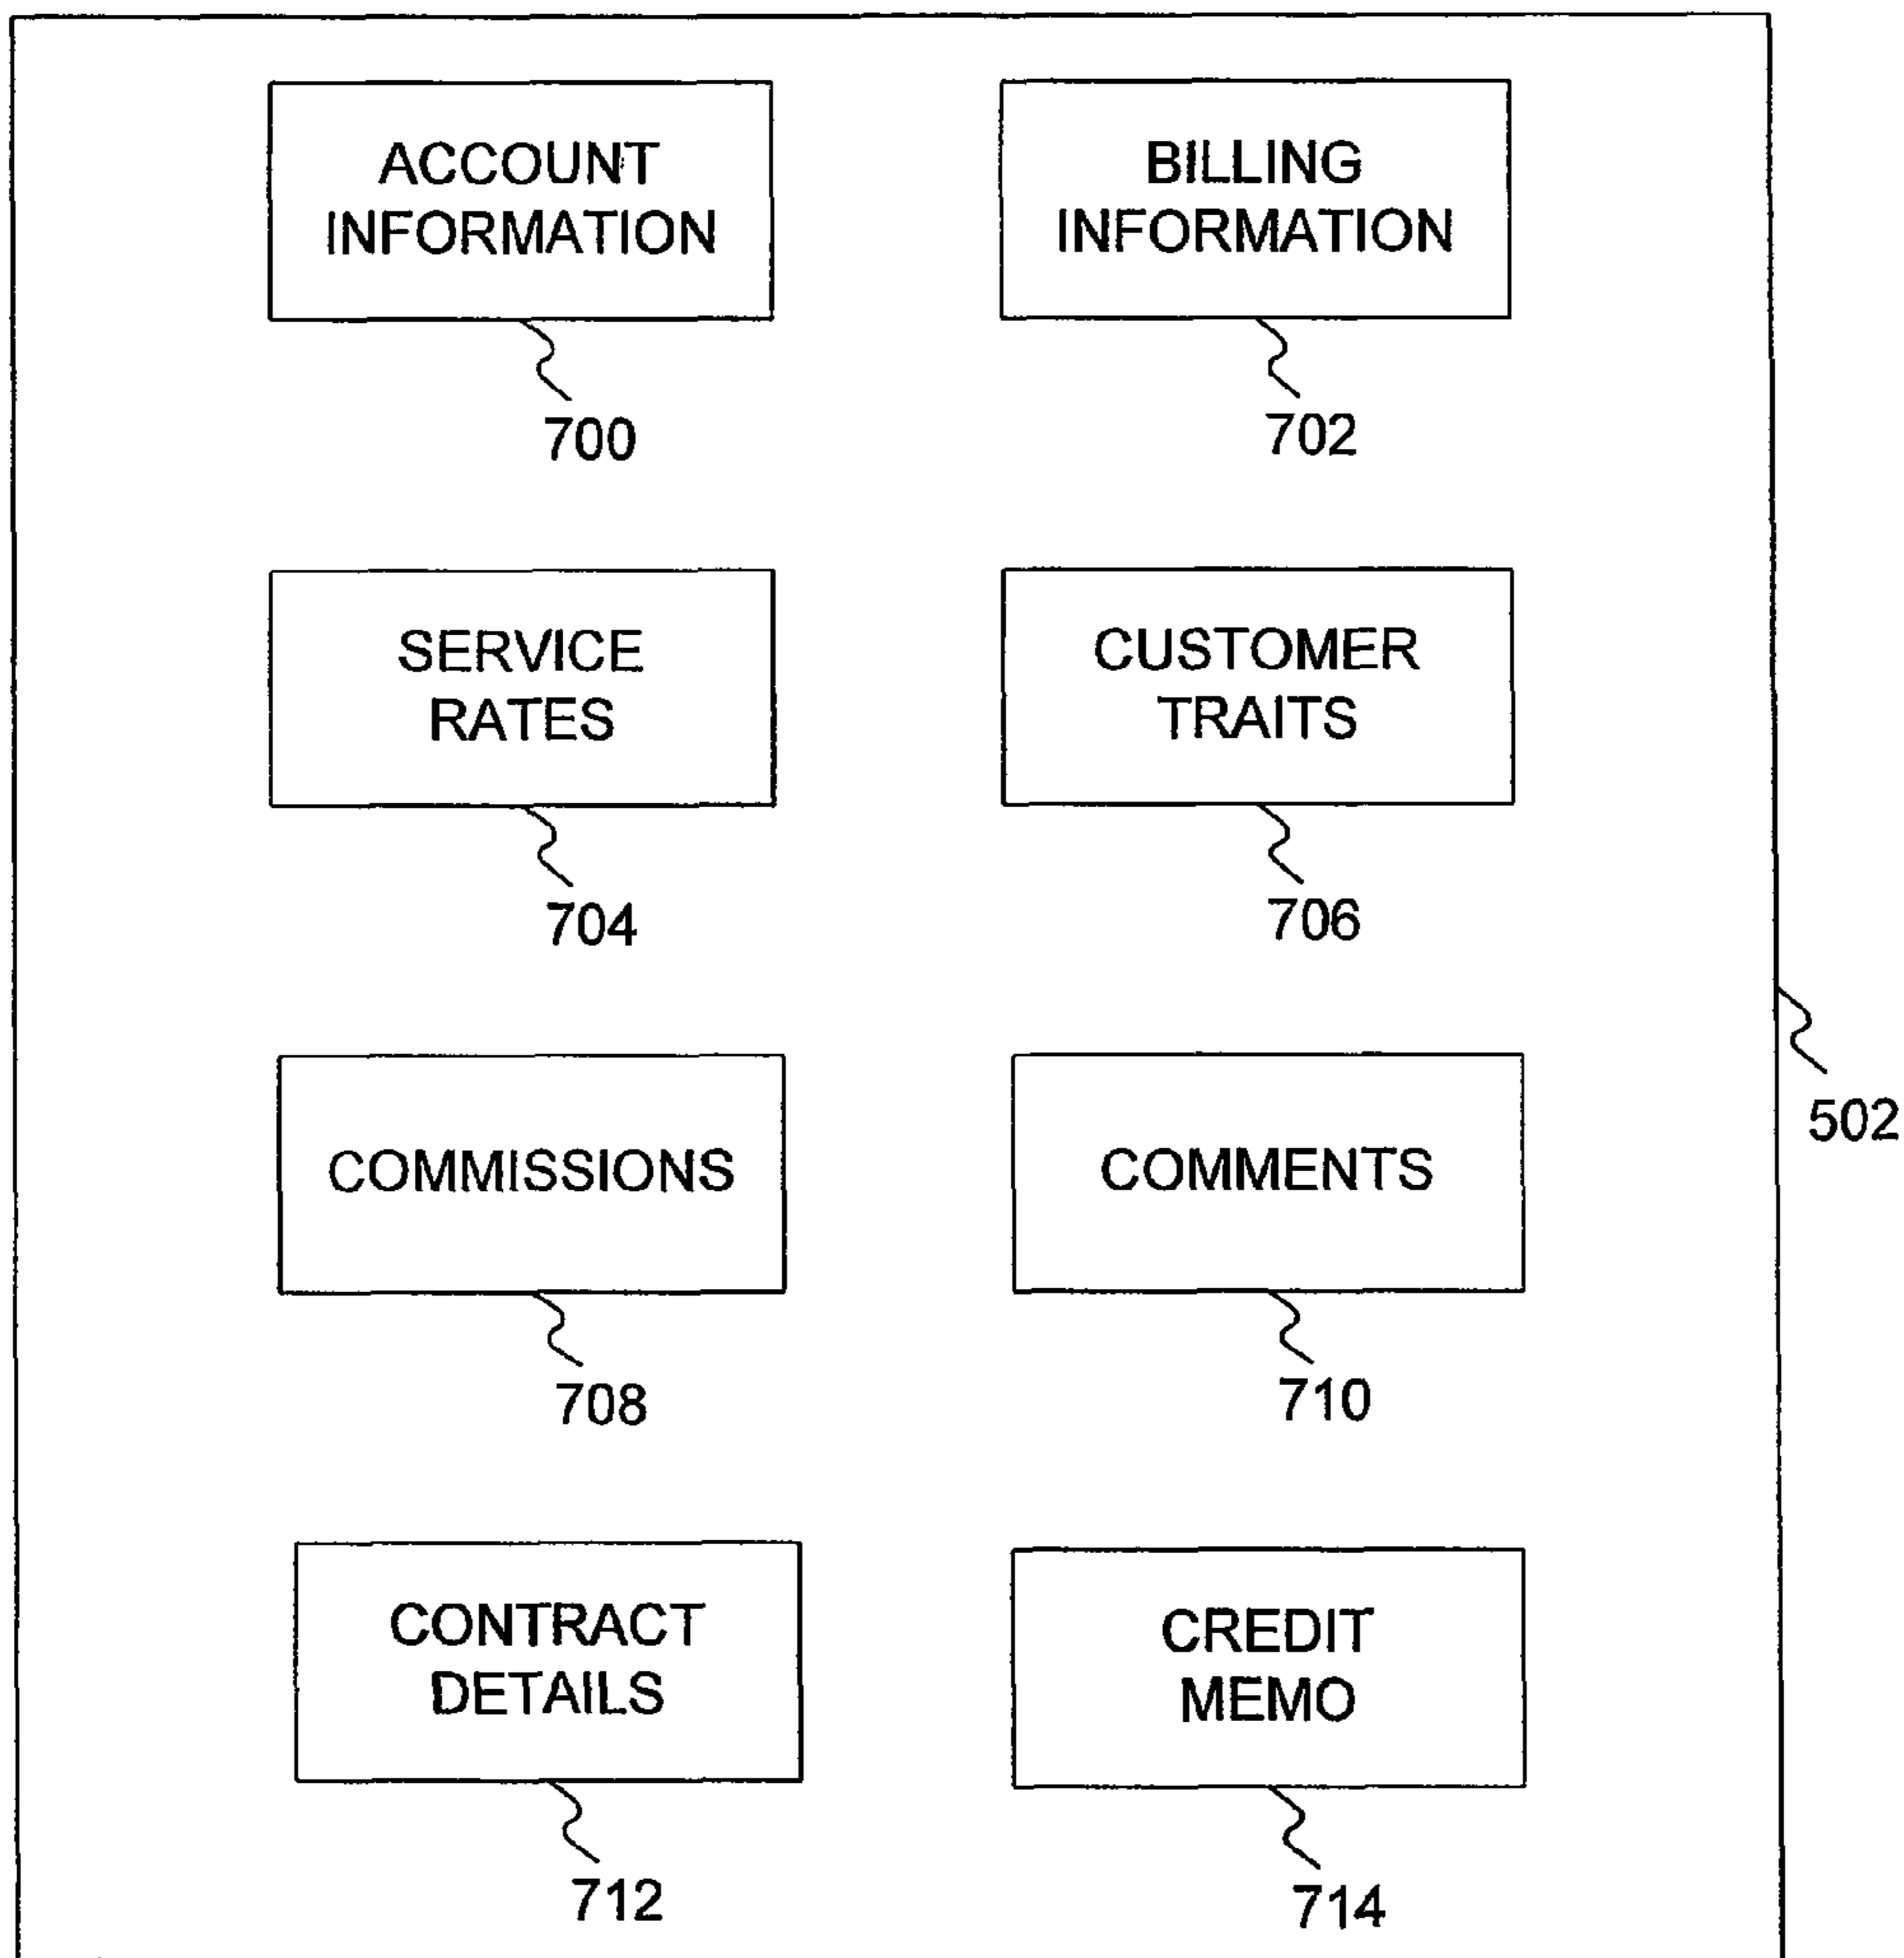 ACCOUNT
INFORMATION
700
BILLING
INFORMATION
702
SERVICE
RATES
704
CUSTOMER
TRAITS
706
502
COMMISSIONS
708
COMMENTS
710
CONTRACT
DETAILS
712
CREDIT
MEMO
714